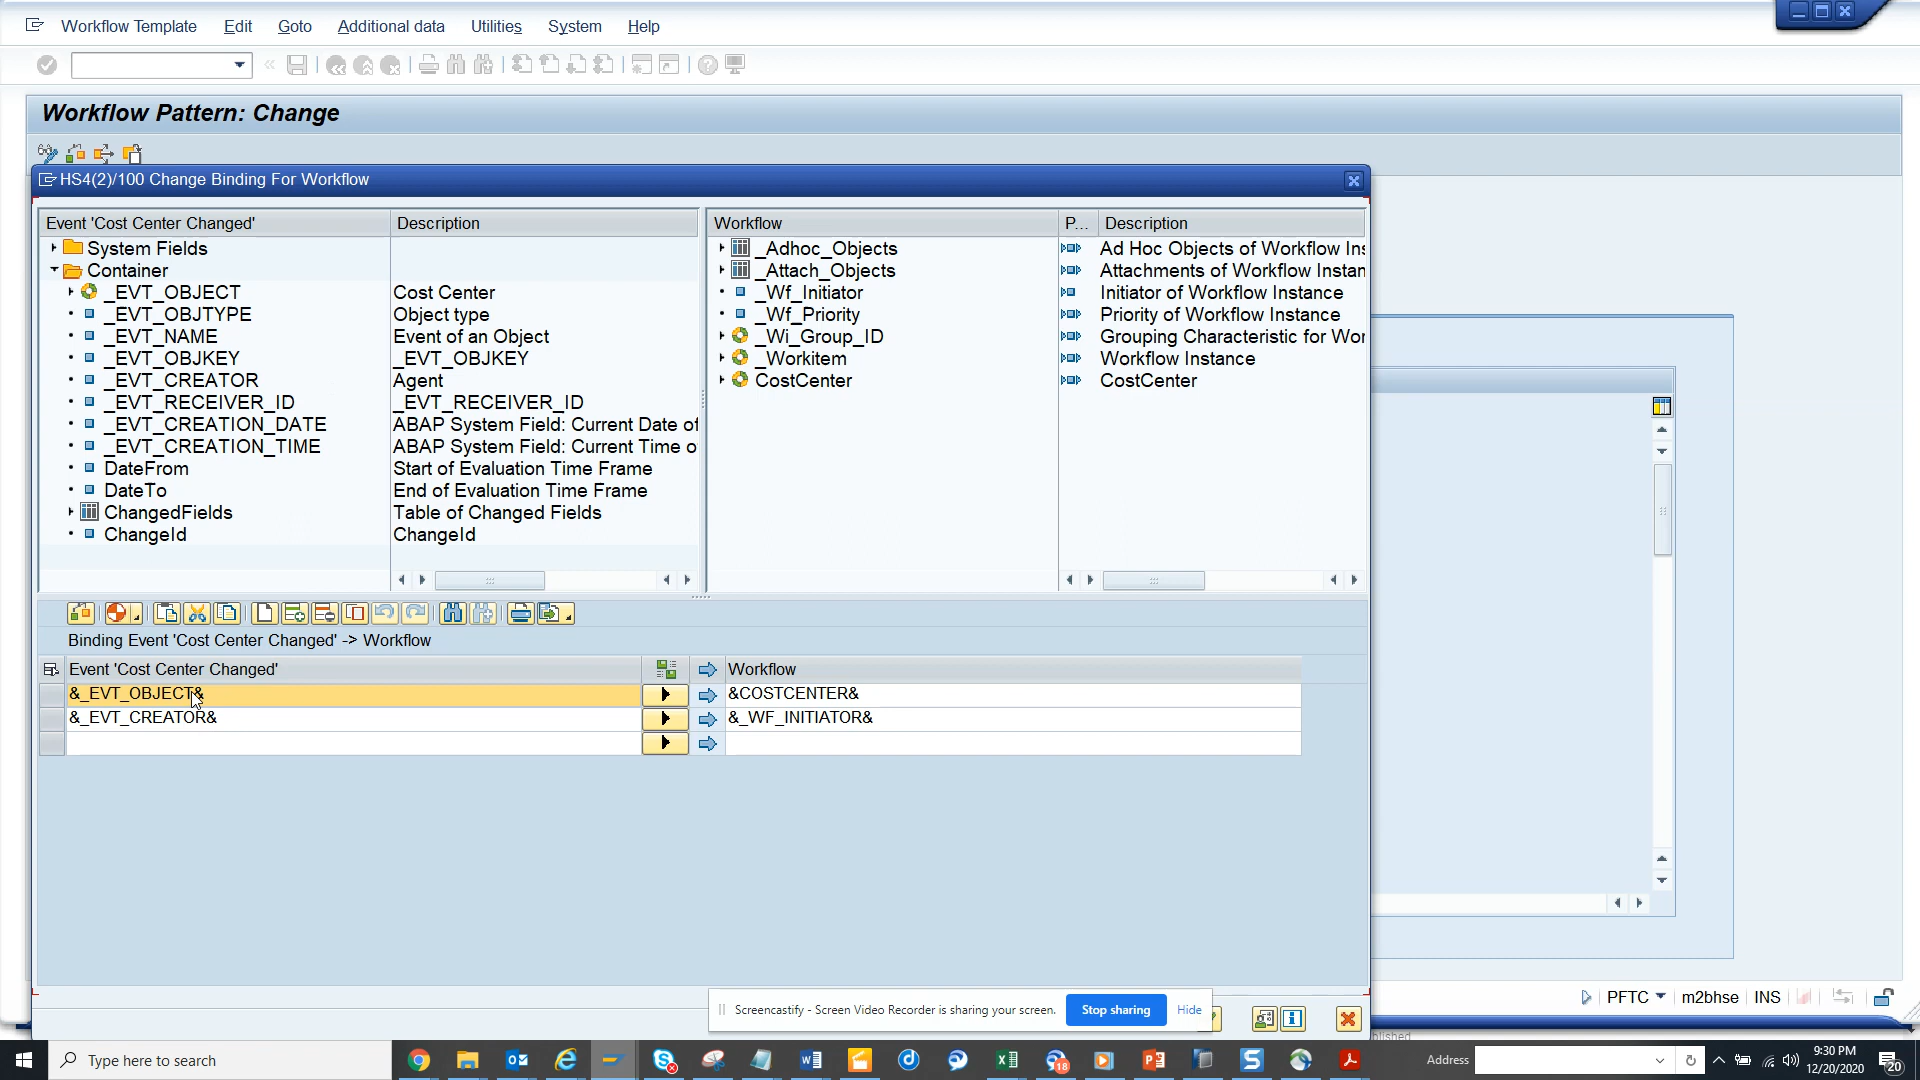 Workflow Template Edit Goto Additional data Utilities System Help
Workflow Pattern: Change
HS4(2)/100 Change Binding For Workflow
Event 'Cost Center Changed' Description
System Fields
Container
_EVT_OBJECT Cost Center
_EVT_OBJTYPE Object type
_EVT_NAME Event of an Object
_EVT_OBJKEY _EVT_OBJKEY
_EVT_CREATOR Agent
_EVT_RECEIVER_ID _EVT_RECEIVER_ID
_EVT_CREATION_DATE ABAP System Field: Current Date of
_EVT_CREATION_TIME ABAP System Field: Current Time o
DateFrom Start of Evaluation Time Frame
DateTo End of Evaluation Time Frame
ChangedFields Table of Changed Fields
ChangeId ChangeId
Workflow P... Description
_Adhoc_Objects Ad Hoc Objects of Workflow Ins
_Attach_Objects Attachments of Workflow Instan
_Wf_Initiator Initiator of Workflow Instance
_Wf_Priority Priority of Workflow Instance
_Wi_Group_ID Grouping Characteristic for Wor
_Workitem Workflow Instance
CostCenter CostCenter
Binding Event 'Cost Center Changed' -> Workflow
Event 'Cost Center Changed' Workflow
&_EVT_OBJECT& &COSTCENTER&
&_EVT_CREATOR& &_WF_INITIATOR&
PFTC m2bhse INS
Screencastify - Screen Video Recorder is sharing your screen. Stop sharing Hide
Type here to search
18
Address
9:30 PM
12/20/2020
20